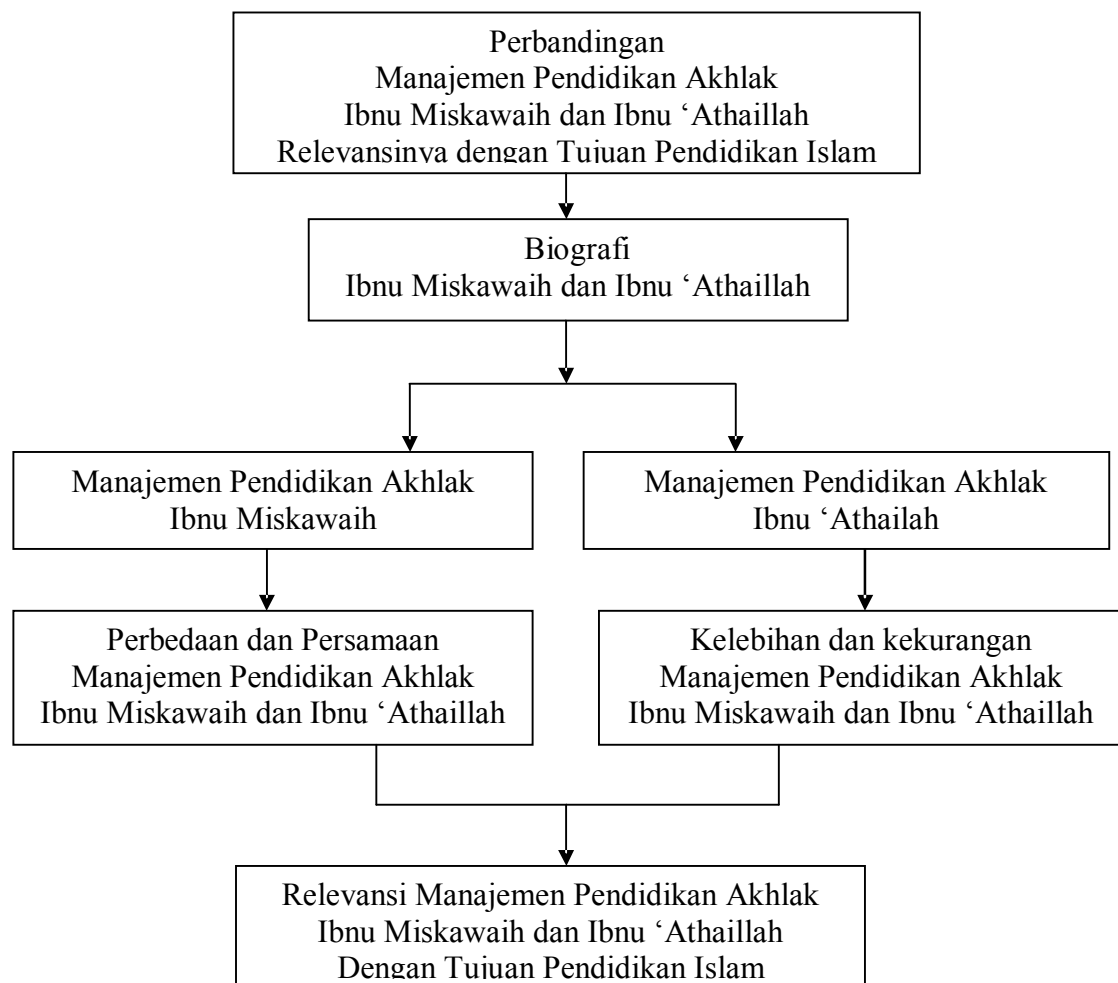 Perbandingan
Manajemen Pendidikan Akhlak
Ibnu Miskawaih dan Ibnu ‘Athaillah
Relevansinya dengan Tujuan Pendidikan Islam
Biografi
Ibnu Miskawaih dan Ibnu ‘Athaillah
Manajemen Pendidikan Akhlak
Ibnu Miskawaih
Manajemen Pendidikan Akhlak
Ibnu ‘Athailah
Perbedaan dan Persamaan
Manajemen Pendidikan Akhlak
Ibnu Miskawaih dan Ibnu ‘Athaillah
Kelebihan dan kekurangan
Manajemen Pendidikan Akhlak
Ibnu Miskawaih dan Ibnu ‘Athaillah
Relevansi Manajemen Pendidikan Akhlak
Ibnu Miskawaih dan Ibnu ‘Athaillah
Dengan Tujuan Pendidikan Islam